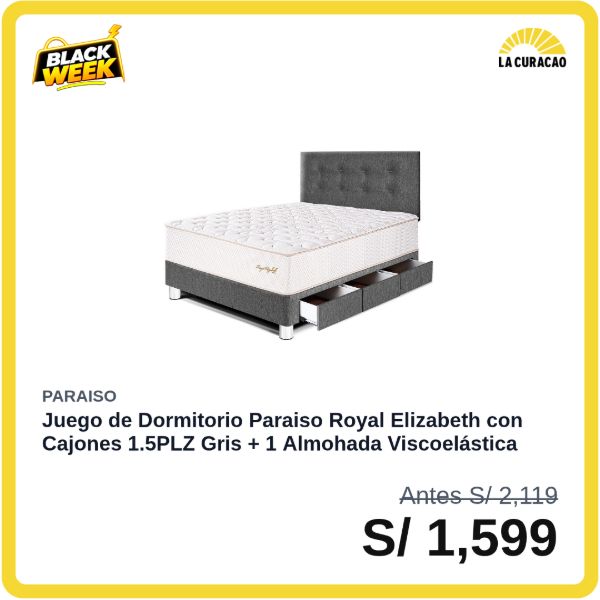 BLACK
WEEK
LA CURACAO
PARAISO
Juego de Dormitorio Paraiso Royal Elizabeth con
Cajones 1.5PLZ Gris + 1 Almohada Viscoelástica
Antes S/ 2,119
S/ 1,599